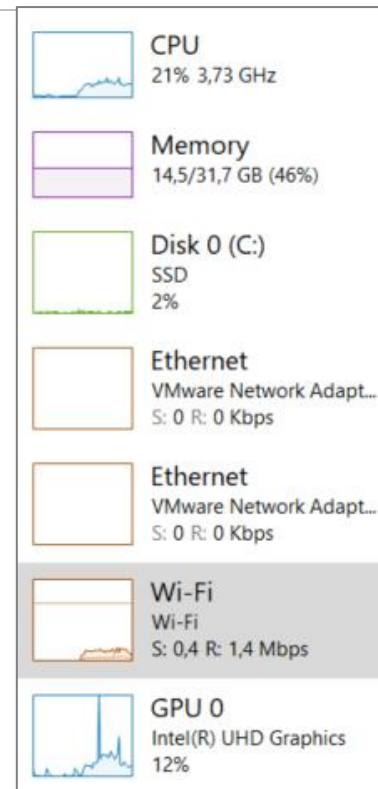 CPU
21% 3,73 GHz
Memory
14,5/31,7 GB (46%)
Disk 0 (C:)
SSD
2%
Ethernet
VMware Network Adapt...
S: 0 R: 0 Kbps
Ethernet
VMware Network Adapt...
S: 0 R: 0 Kbps
Wi-Fi
Wi-Fi
S: 0,4 R: 1,4 Mbps
GPU 0
Intel(R) UHD Graphics
12%